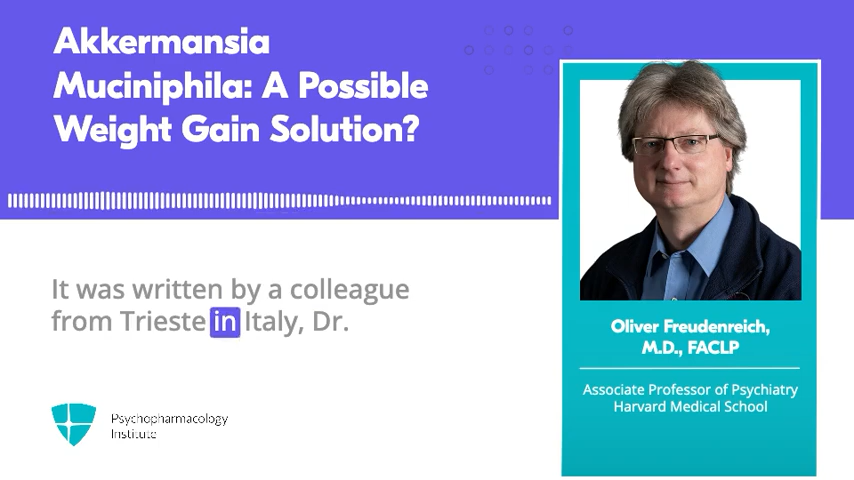 Akkermansia
Muciniphila: A Possible
Weight Gain Solution?
It was written by a colleague
from Trieste in Italy, Dr.
Psychopharmacology
Institute
Oliver Freudenreich,
M.D., FACLP
Associate Professor of Psychiatry
Harvard Medical School